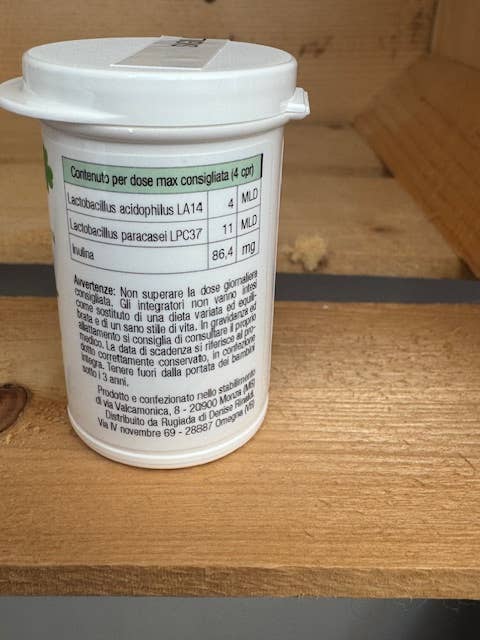 Contenuto per dose max consigliata (4 cpr)
Lactobacillus acidophilus LA14 4 MLD
Lactobacillus paracasei LPC37 11 MLD
Inulina 86,4 mg
Avvertenze: Non superare la dose giornaliera
consigliata. Gli integratori non vanno intesi
come sostituto di una dieta variata ed equili-
brata e di un sano stile di vita. In gravidanza ed
allattamento si consiglia di consultare il proprio
medico. La data di scadenza si riferisce al pro-
dotto correttamente conservato, in confezione
integra. Tenere fuori dalla portata dei bambini
sotto i 3 anni.
Prodotto e confezionato nello stabilimento
di via Valcamonica, 8 - 20900 Monza (MB)
Distribuito da Rugiada di Denise Rinaldi,
Via IV novembre 69 - 28887 Omegna (VB)